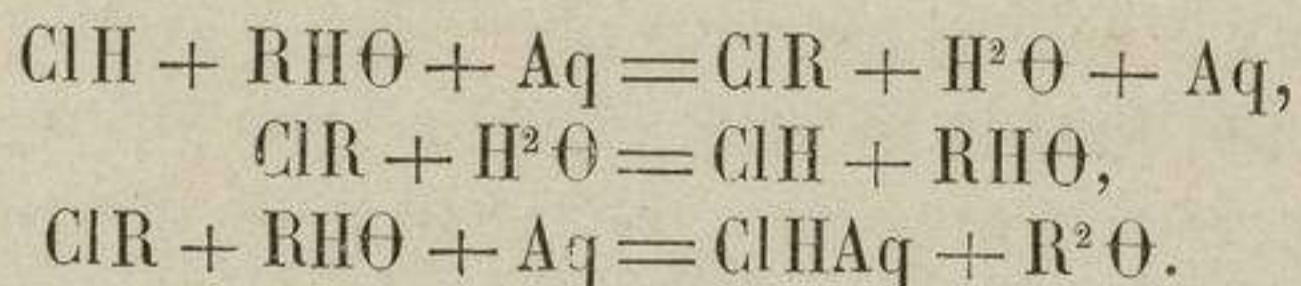 ClH + RHΘ + Aq = ClR + H²Θ + Aq,
ClR + H²Θ = ClH + RHΘ,
ClR + RHΘ + Aq = ClHAq + R²Θ.